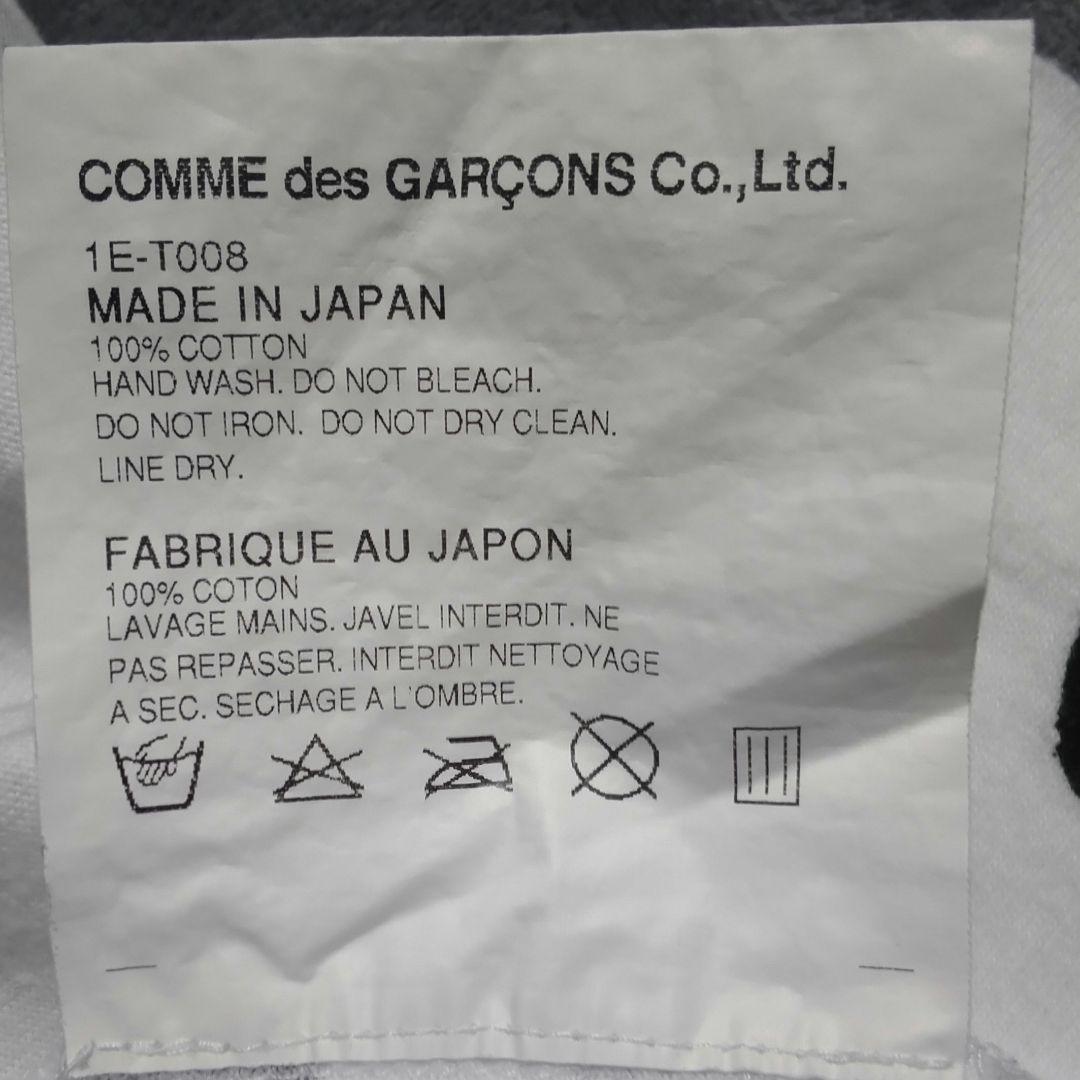 COMME des GARÇONS Co.,Ltd.
1E-T008
MADE IN JAPAN
100% COTTON
HAND WASH. DO NOT BLEACH.
DO NOT IRON. DO NOT DRY CLEAN.
LINE DRY.
FABRIQUE AU JAPON
100% COTON
LAVAGE MAINS. JAVEL INTERDIT. NE
PAS REPASSER. INTERDIT NETTOYAGE
A SEC. SECHAGE A L'OMBRE.